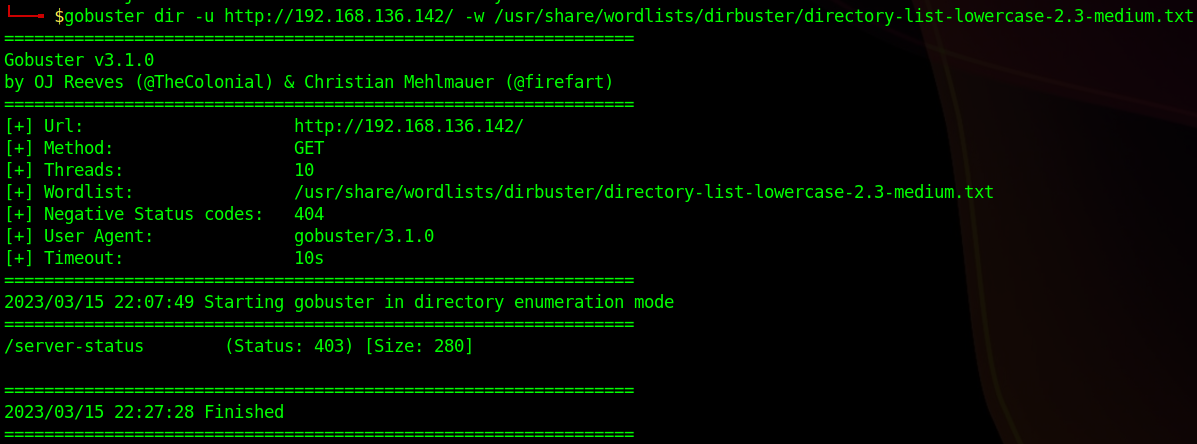 $gobuster dir -u http://192.168.136.142/ -w /usr/share/wordlists/dirbuster/directory-list-lowercase-2.3-medium.txt
===============================================================
Gobuster v3.1.0
by OJ Reeves (@TheColonial) & Christian Mehlmauer (@firefart)
===============================================================
[+] Url:                     http://192.168.136.142/
[+] Method:                  GET
[+] Threads:                 10
[+] Wordlist:                /usr/share/wordlists/dirbuster/directory-list-lowercase-2.3-medium.txt
[+] Negative Status codes:   404
[+] User Agent:              gobuster/3.1.0
[+] Timeout:                 10s
===============================================================
2023/03/15 22:07:49 Starting gobuster in directory enumeration mode
===============================================================
/server-status        (Status: 403) [Size: 280]
===============================================================
2023/03/15 22:27:28 Finished
===============================================================